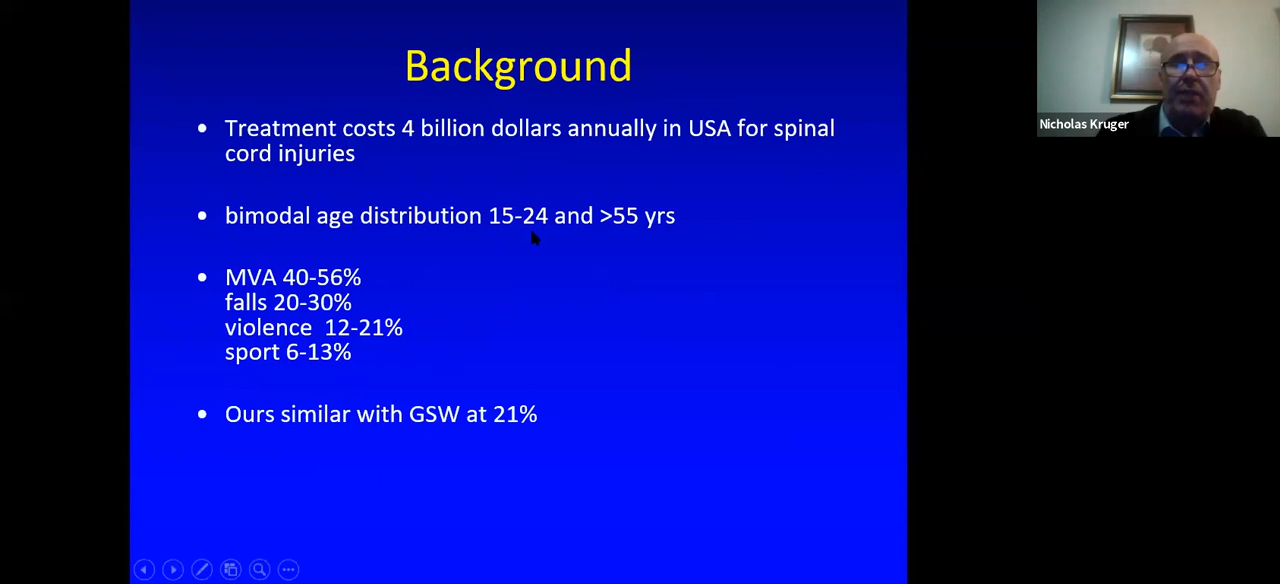 Background
Treatment costs 4 billion dollars annually in USA for spinal
cord injuries
bimodal age distribution 15-24 and >55 yrs
MVA 40-56%
falls 20-30%
violence  12-21%
sport 6-13%
Ours similar with GSW at 21%
Nicholas Kruger